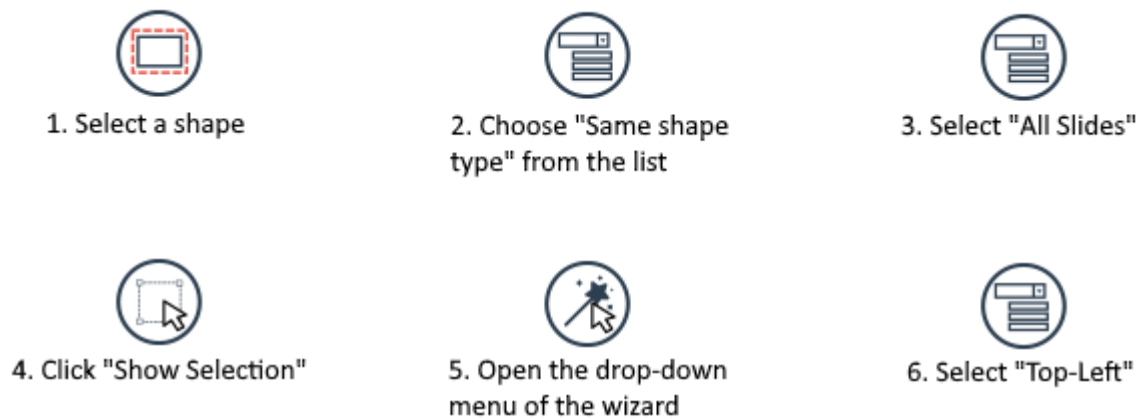 1. Select a shape
2. Choose "Same shape
type" from the list
3. Select "All Slides"
4. Click "Show Selection"
5. Open the drop-down
menu of the wizard
6. Select "Top-Left"